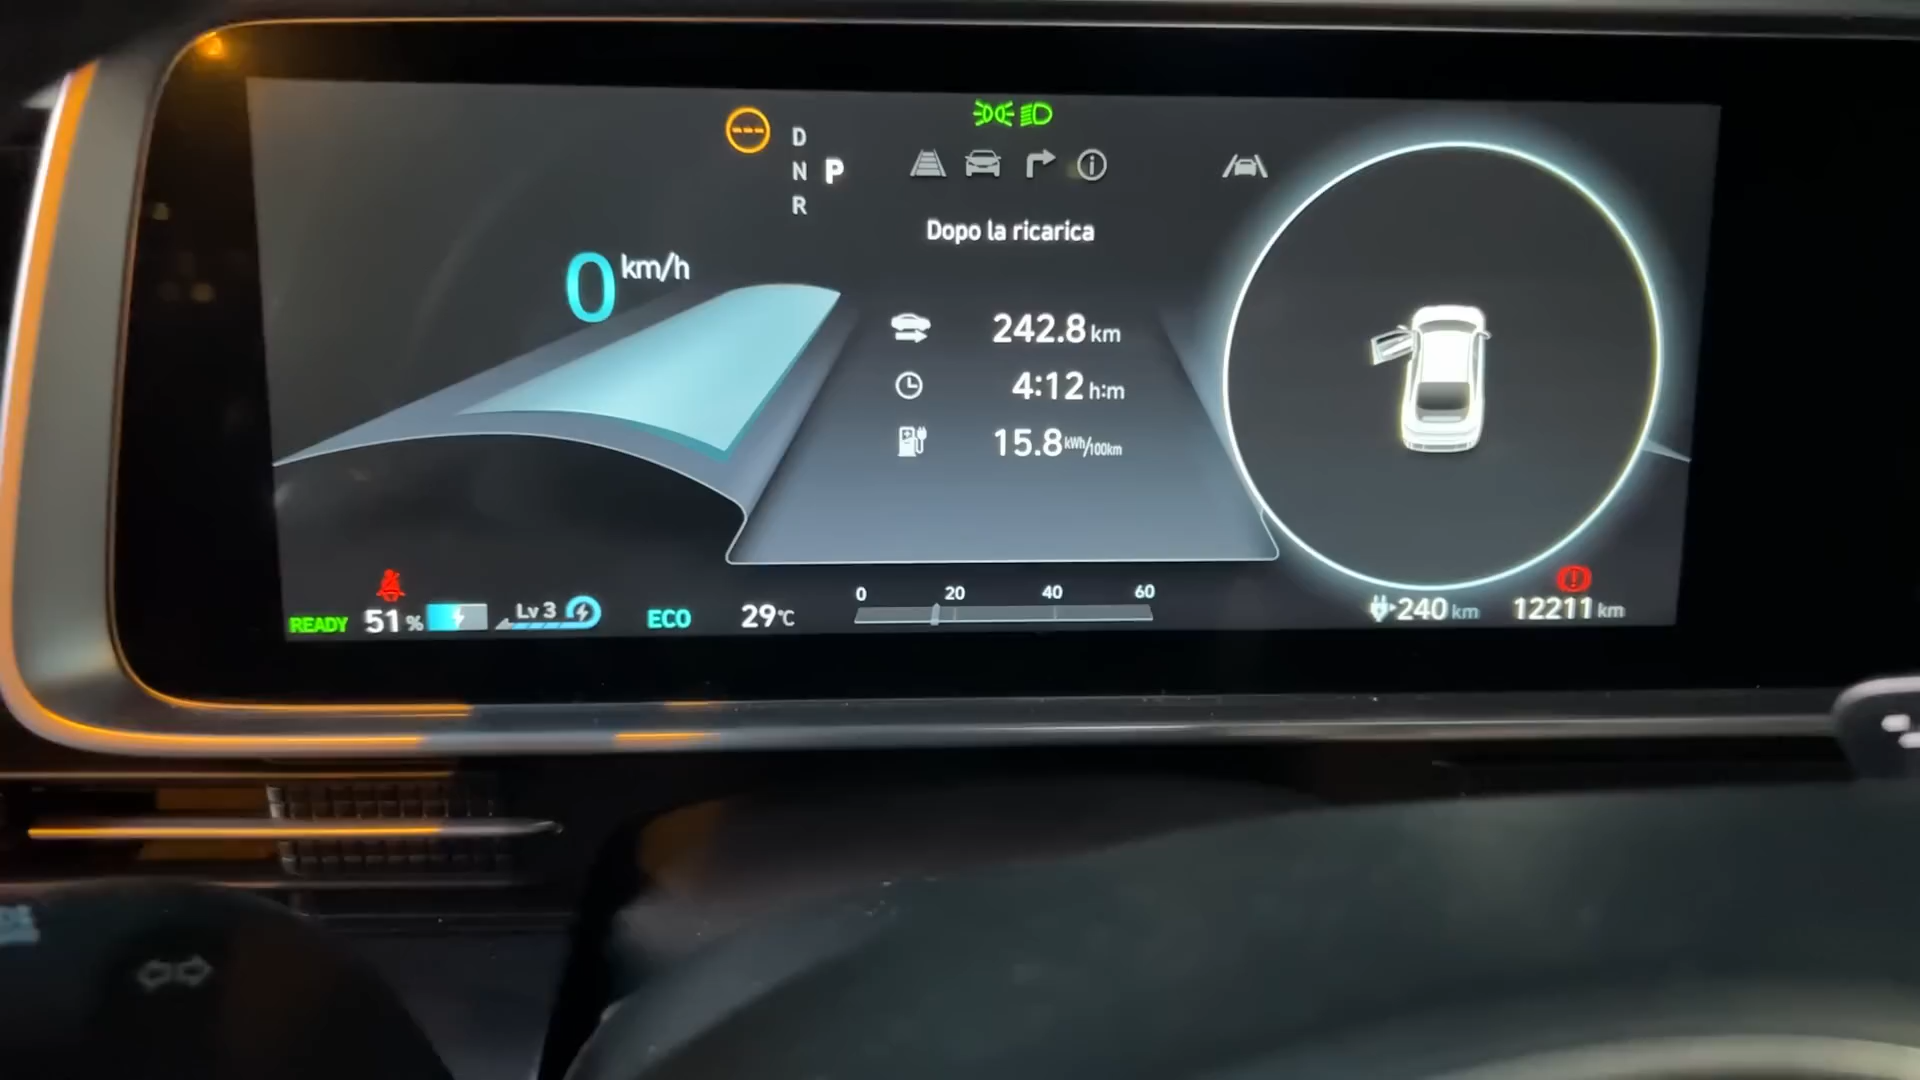 D
N P
R
0 km/h
Dopo la ricarica
242.8 km
4:12 h:m
15.8 kWh/100km
0 20 40 60
READY 51 % Lv 3 ECO 29°C 240 km 12211 km